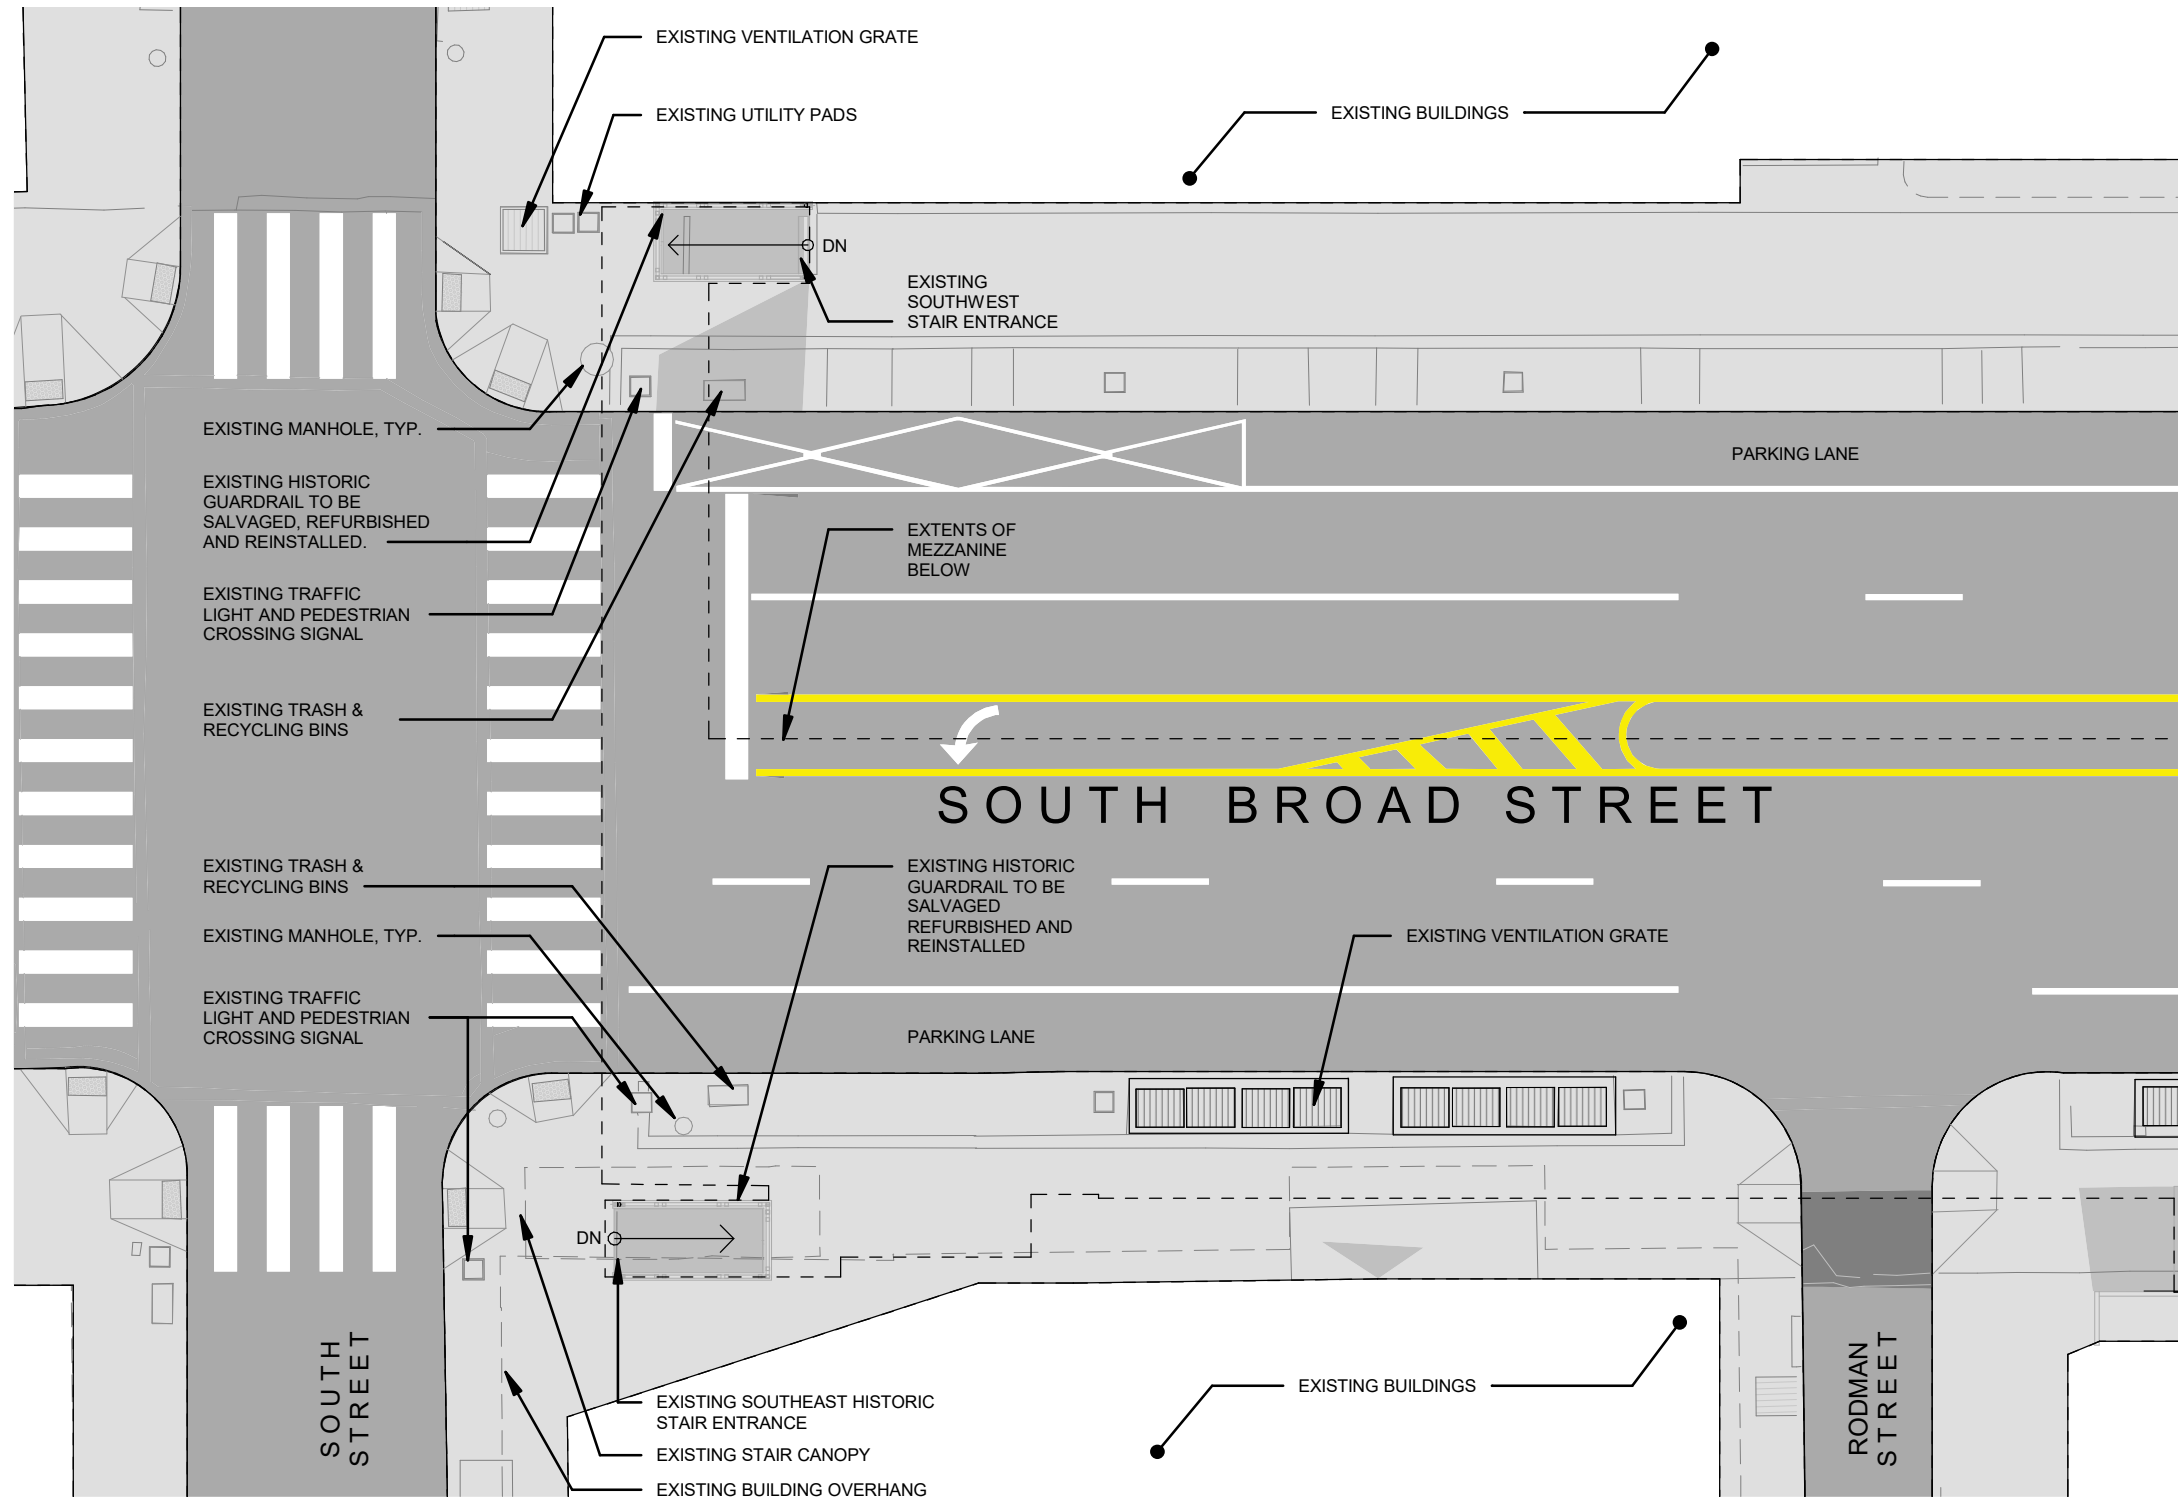 EXISTING VENTILATION GRATE
EXISTING UTILITY PADS
EXISTING BUILDINGS
DN
EXISTING
SOUTHWEST
STAIR ENTRANCE
EXISTING MANHOLE, TYP.
PARKING LANE
EXISTING HISTORIC
GUARDRAIL TO BE
SALVAGED, REFURBISHED
AND REINSTALLED.
EXTENTS OF
MEZZANINE
BELOW
EXISTING TRAFFIC
LIGHT AND PEDESTRIAN
CROSSING SIGNAL
EXISTING TRASH &
RECYCLING BINS
SOUTH BROAD STREET
EXISTING TRASH &
RECYCLING BINS
EXISTING HISTORIC
GUARDRAIL TO BE
SALVAGED
REFURBISHED AND
REINSTALLED
EXISTING MANHOLE, TYP.
EXISTING VENTILATION GRATE
EXISTING TRAFFIC
LIGHT AND PEDESTRIAN
CROSSING SIGNAL
PARKING LANE
DN
SOUTH
STREET
EXISTING SOUTHEAST HISTORIC
STAIR ENTRANCE
EXISTING STAIR CANOPY
EXISTING BUILDING OVERHANG
EXISTING BUILDINGS
RODMAN
STREET